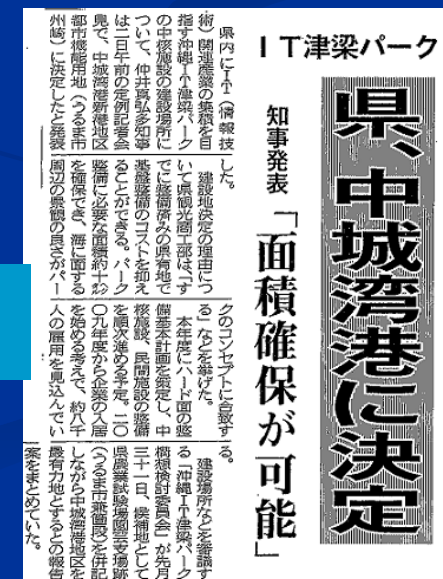 ＩＴ津梁パーク
県、中城湾港に決定
知事発表「面積確保が可能」
県内にＩＴ（情報技
術）関連産業の集積を目
指す沖縄ＩＴ津梁パーク
の中核施設の建設場所に
ついて、仲井真弘多知事
は二日午前の定例記者会
見で、中城湾港新港地区
都市機能用地（うるま市
州崎）に決定したと発表
した。
建設地決定の理由につ
いて県観光商工部は「す
でに整備済みの県有地で
基盤整備のコストを抑え
ることができる。パーク
整備に必要な面積約十㌶
を確保でき、海に面する
周辺の景観の良さがパー
クのコンセプトに合致す
る」などを挙げた。
本年度にハード面の整
備基本計画を策定し、中
核施設、民間施設の整備
を順次進める予定。二〇
〇九年度から企業の入居
を始める考えで、約八千
人の雇用を見込んでい
る。
建設場所などを審議す
る「沖縄ＩＴ津梁パーク
構想検討委員会」が先月
三十一日、候補地として
県農業試験場園芸支場跡
（うるま市兼箇段）を併記
しながら中城湾港地区を
最有力地とするとの報告
案をまとめていた。